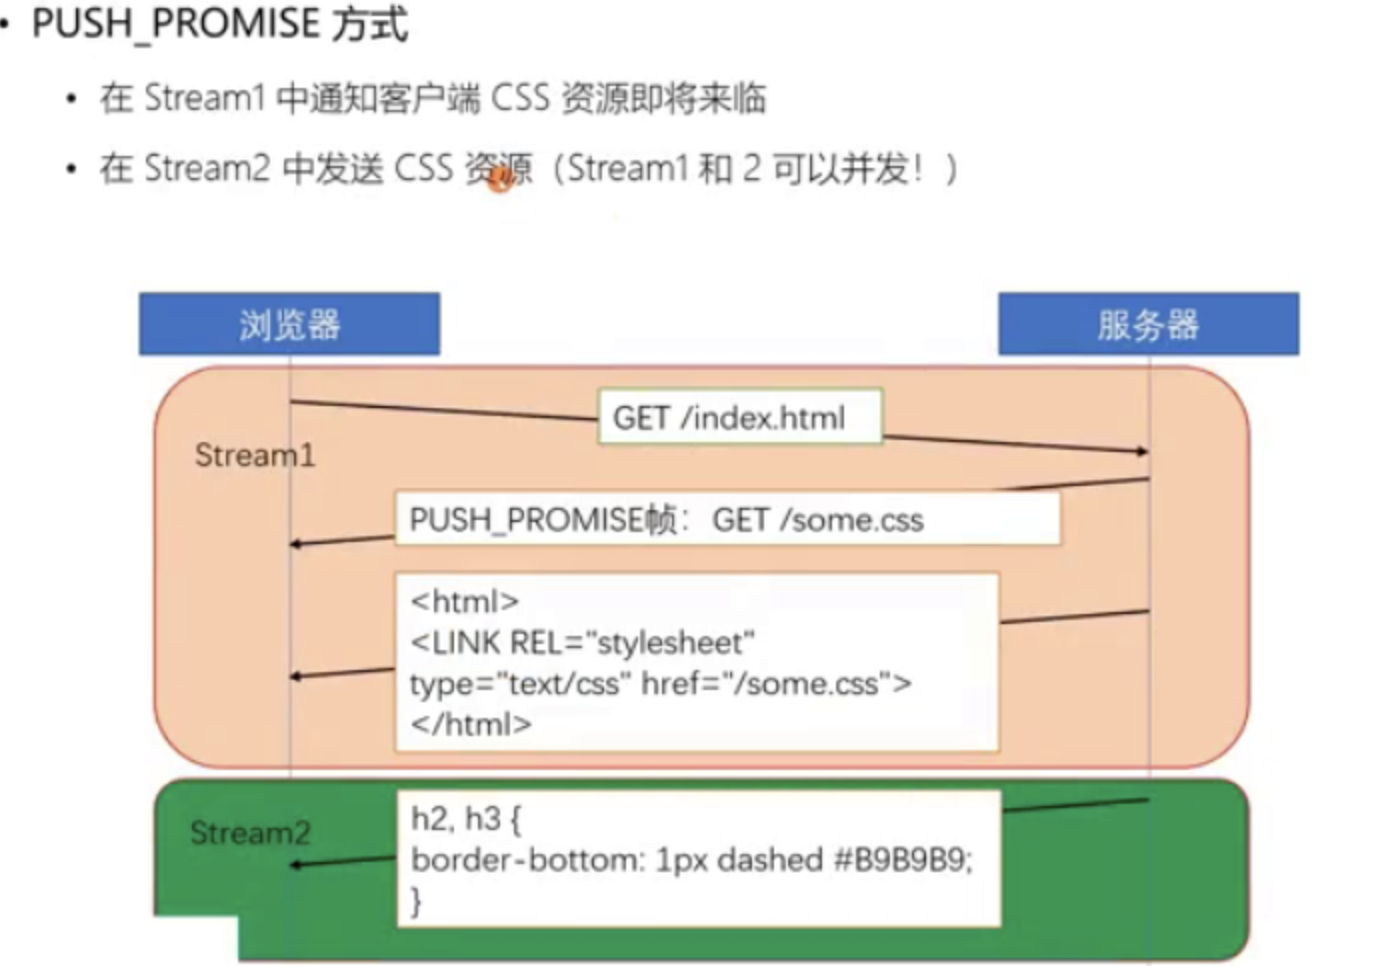 • PUSH_PROMISE 方式
• 在 Stream1 中通知客户端 CSS 资源即将来临
• 在 Stream2 中发送 CSS 资源（Stream1 和 2 可以并发！）
浏览器
服务器
GET /index.html
Stream1
PUSH_PROMISE帧：GET /some.css
<html>
<LINK REL="stylesheet"
type="text/css" href="/some.css">
</html>
h2, h3 {
Stream2
border-bottom: 1px dashed #B9B9B9;
}